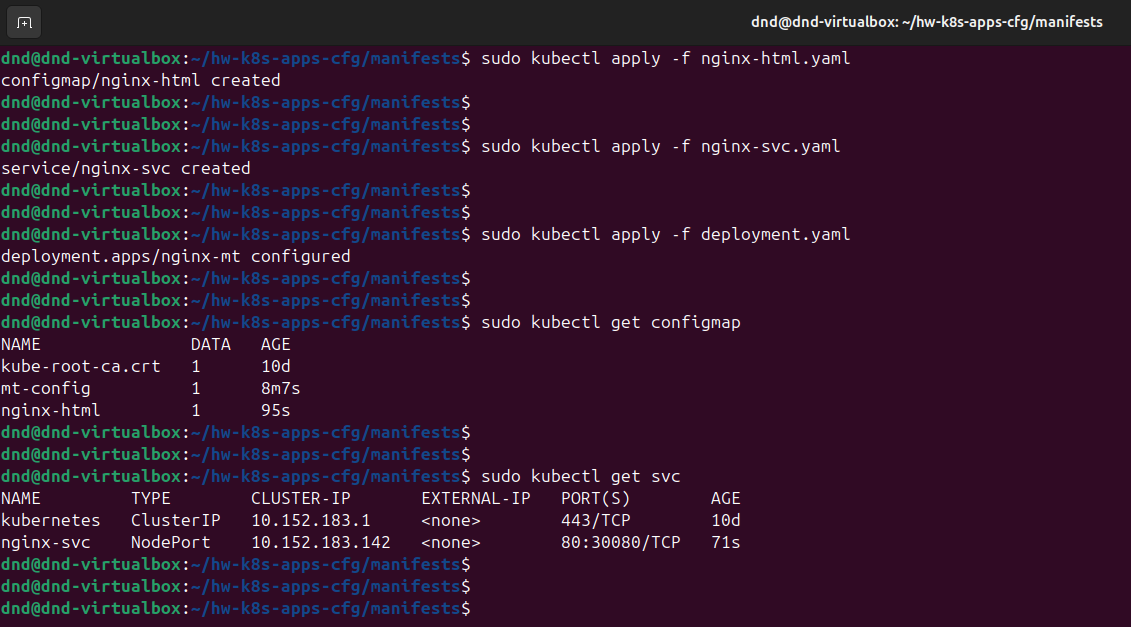 dnd@dnd-virtualbox: ~/hw-k8s-apps-cfg/manifests
dnd@dnd-virtualbox:~/hw-k8s-apps-cfg/manifests$ sudo kubectl apply -f nginx-html.yaml
configmap/nginx-html created
dnd@dnd-virtualbox:~/hw-k8s-apps-cfg/manifests$
dnd@dnd-virtualbox:~/hw-k8s-apps-cfg/manifests$
dnd@dnd-virtualbox:~/hw-k8s-apps-cfg/manifests$ sudo kubectl apply -f nginx-svc.yaml
service/nginx-svc created
dnd@dnd-virtualbox:~/hw-k8s-apps-cfg/manifests$
dnd@dnd-virtualbox:~/hw-k8s-apps-cfg/manifests$
dnd@dnd-virtualbox:~/hw-k8s-apps-cfg/manifests$ sudo kubectl apply -f deployment.yaml
deployment.apps/nginx-mt configured
dnd@dnd-virtualbox:~/hw-k8s-apps-cfg/manifests$
dnd@dnd-virtualbox:~/hw-k8s-apps-cfg/manifests$
dnd@dnd-virtualbox:~/hw-k8s-apps-cfg/manifests$ sudo kubectl get configmap
NAME               DATA   AGE
kube-root-ca.crt   1      10d
mt-config          1      8m7s
nginx-html         1      95s
dnd@dnd-virtualbox:~/hw-k8s-apps-cfg/manifests$
dnd@dnd-virtualbox:~/hw-k8s-apps-cfg/manifests$
dnd@dnd-virtualbox:~/hw-k8s-apps-cfg/manifests$ sudo kubectl get svc
NAME         TYPE        CLUSTER-IP       EXTERNAL-IP   PORT(S)        AGE
kubernetes   ClusterIP   10.152.183.1     <none>        443/TCP        10d
nginx-svc    NodePort    10.152.183.142   <none>        80:30080/TCP   71s
dnd@dnd-virtualbox:~/hw-k8s-apps-cfg/manifests$
dnd@dnd-virtualbox:~/hw-k8s-apps-cfg/manifests$
dnd@dnd-virtualbox:~/hw-k8s-apps-cfg/manifests$